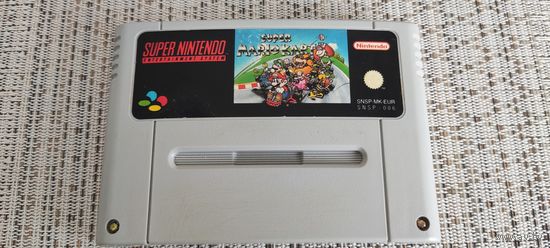 SUPER NINTENDO
ENTERTAINMENT SYSTEM
SUPER
MARIO KART
Nintendo
SNSP-MK-EUR
SNSP-006